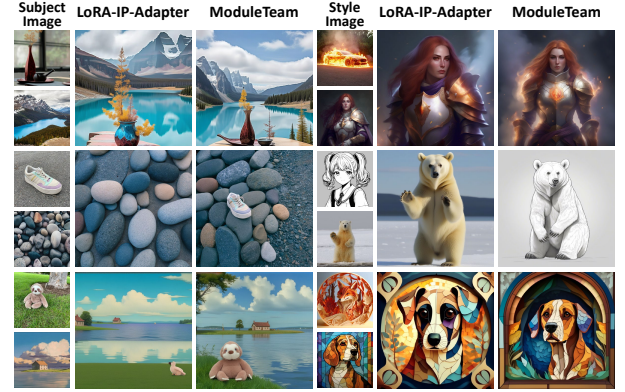 Subject
Image
LoRA-IP-Adapter
ModuleTeam
Style
Image
LoRA-IP-Adapter
ModuleTeam